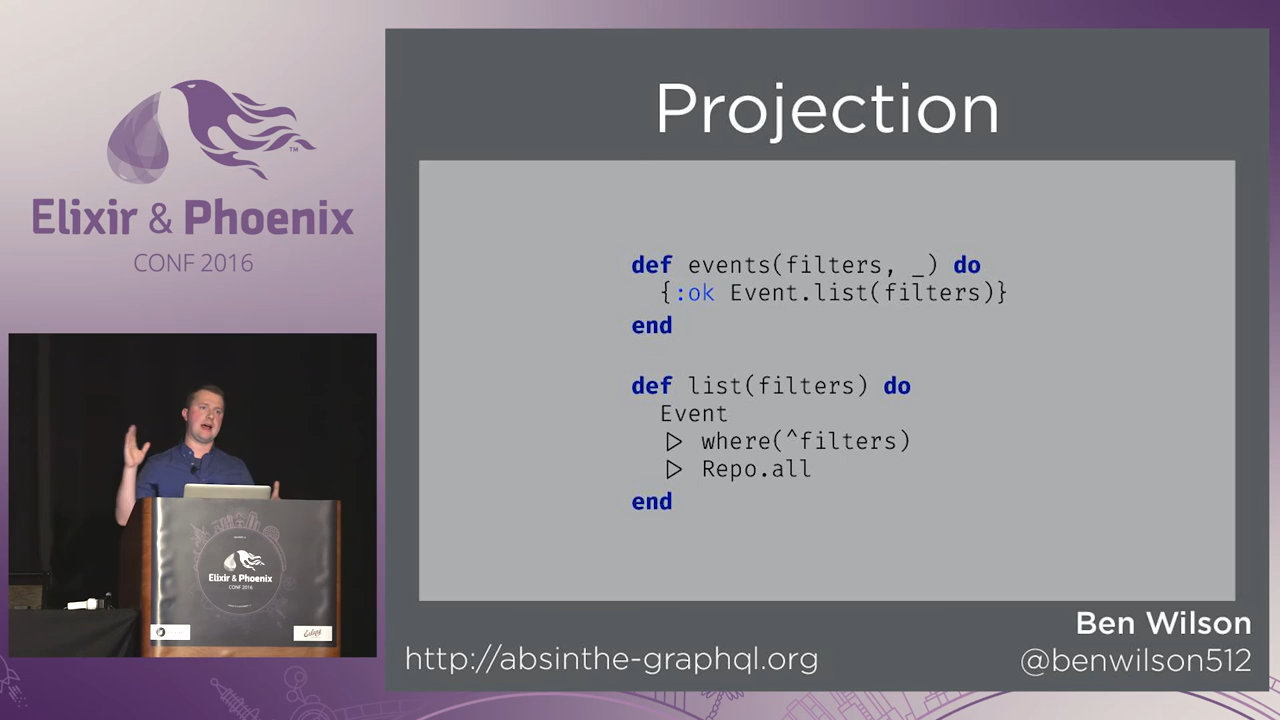 Elixir & Phoenix
TM
CONF 2016
Projection
def events(filters, _) do
{:ok Event.list(filters)}
end
def list(filters) do
Event
▷ where(^filters)
▷ Repo.all
end
Ben Wilson
http://absinthe-graphql.org
@benwilson512
Elixir & Phoenix
CONF 2016